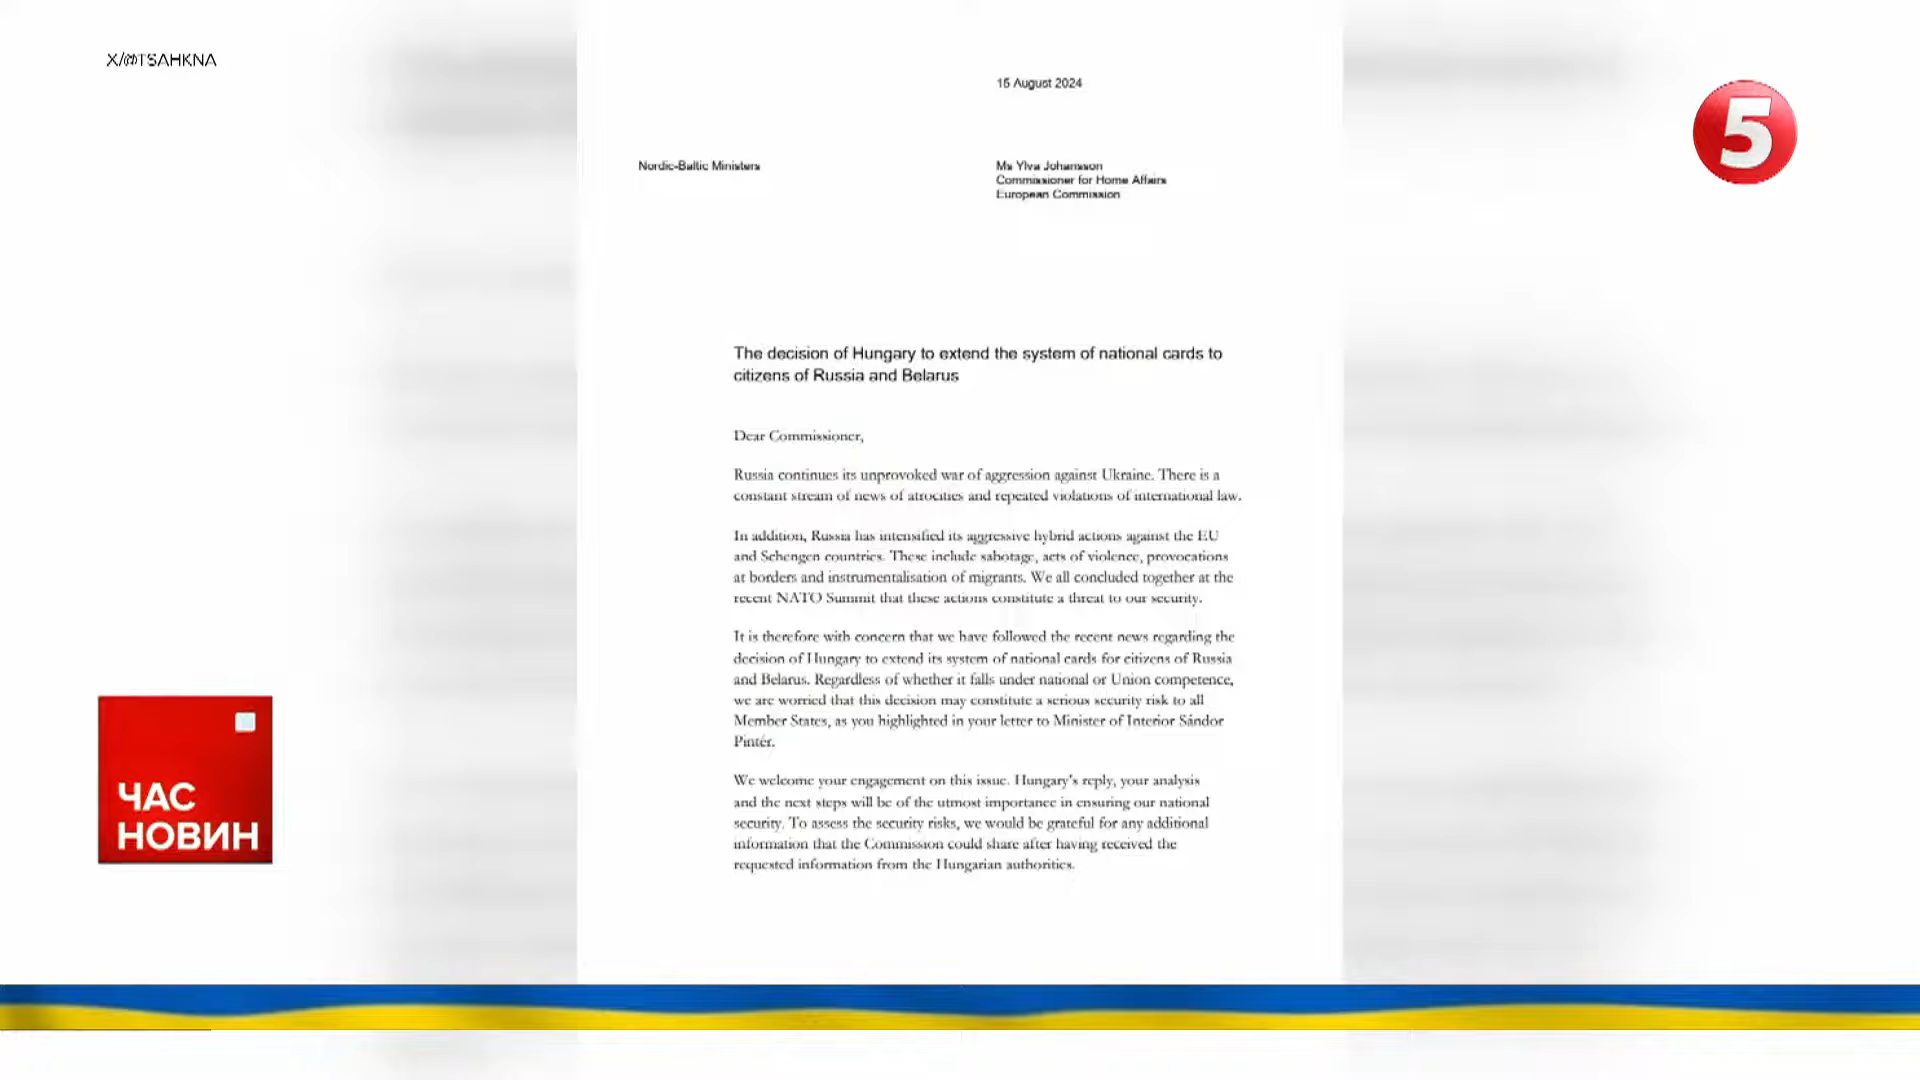 X/@TSAHKNA
15 August 2024
5
Nordic-Baltic Ministers
Ms Ylva Johansson
Commissioner for Home Affairs
European Commission
The decision of Hungary to extend the system of national cards to
citizens of Russia and Belarus
Dear Commissioner,
Russia continues its unprovoked war of aggression against Ukraine. There is a
constant stream of news of atrocities and repeated violations of international law.
In addition, Russia has intensified its aggressive hybrid actions against the EU
and Schengen countries. These include sabotage, acts of violence, provocations
at borders and instrumentalisation of migrants. We all concluded together at the
recent NATO Summit that these actions constitute a threat to our security.
It is therefore with concern that we have followed the recent news regarding the
decision of Hungary to extend its system of national cards for citizens of Russia
and Belarus. Regardless of whether it falls under national or Union competence,
we are worried that this decision may constitute a serious security risk to all
Member States, as you highlighted in your letter to Minister of Interior Sándor
Pintér.
We welcome your engagement on this issue. Hungary's reply, your analysis
and the next steps will be of the utmost importance in ensuring our national
security. To assess the security risks, we would be grateful for any additional
information that the Commission could share after having received the
requested information from the Hungarian authorities.
ЧАС
НОВИН